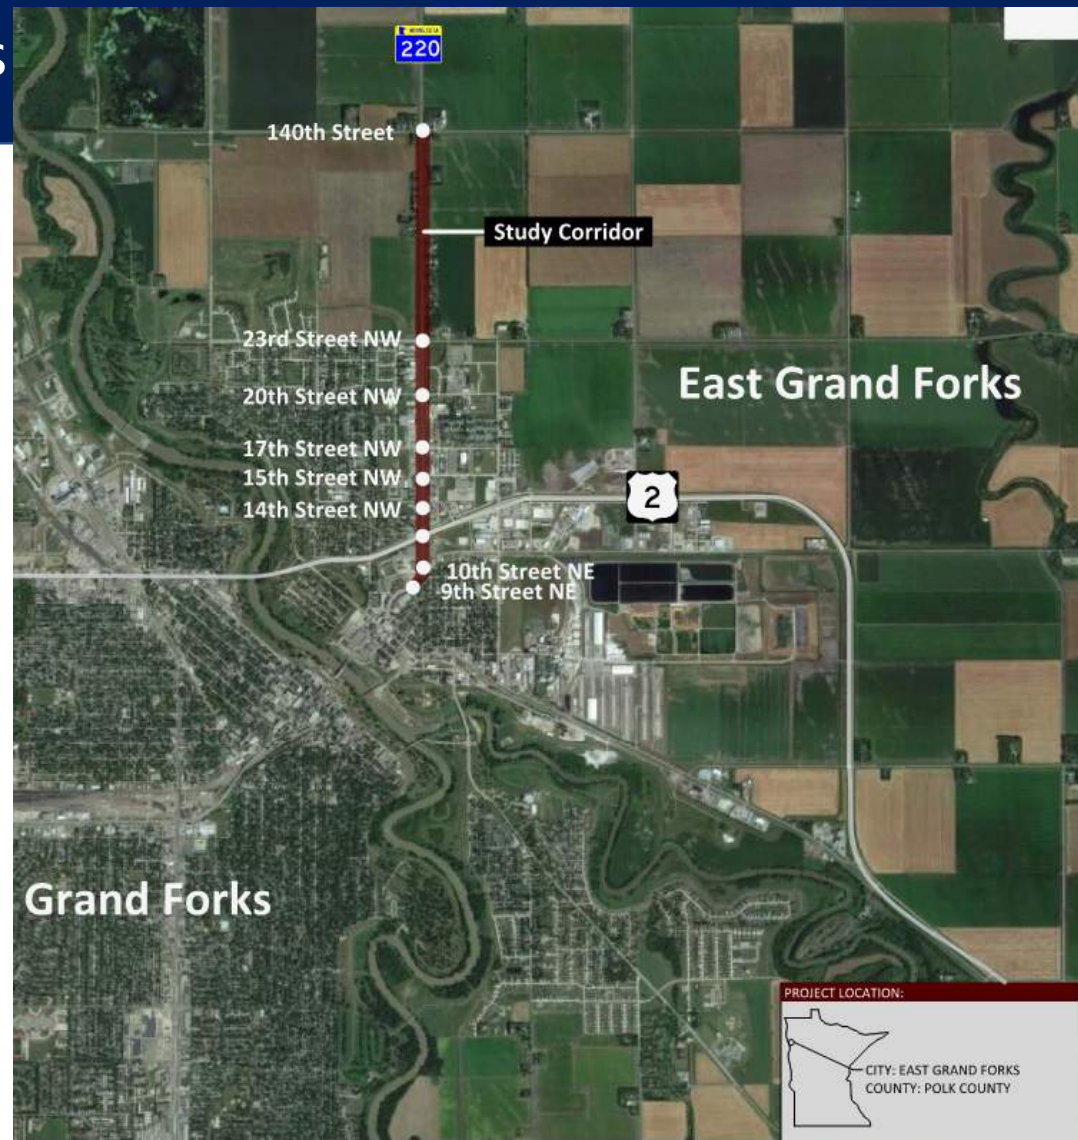 220
140th Street
Study Corridor
23rd Street NW
East Grand Forks
20th Street NW
17th Street NW
15th Street NW
2
14th Street NW
10th Street NE
9th Street NE
Grand Forks
PROJECT LOCATION:
CITY: EAST GRAND FORKS
COUNTY: POLK COUNTY